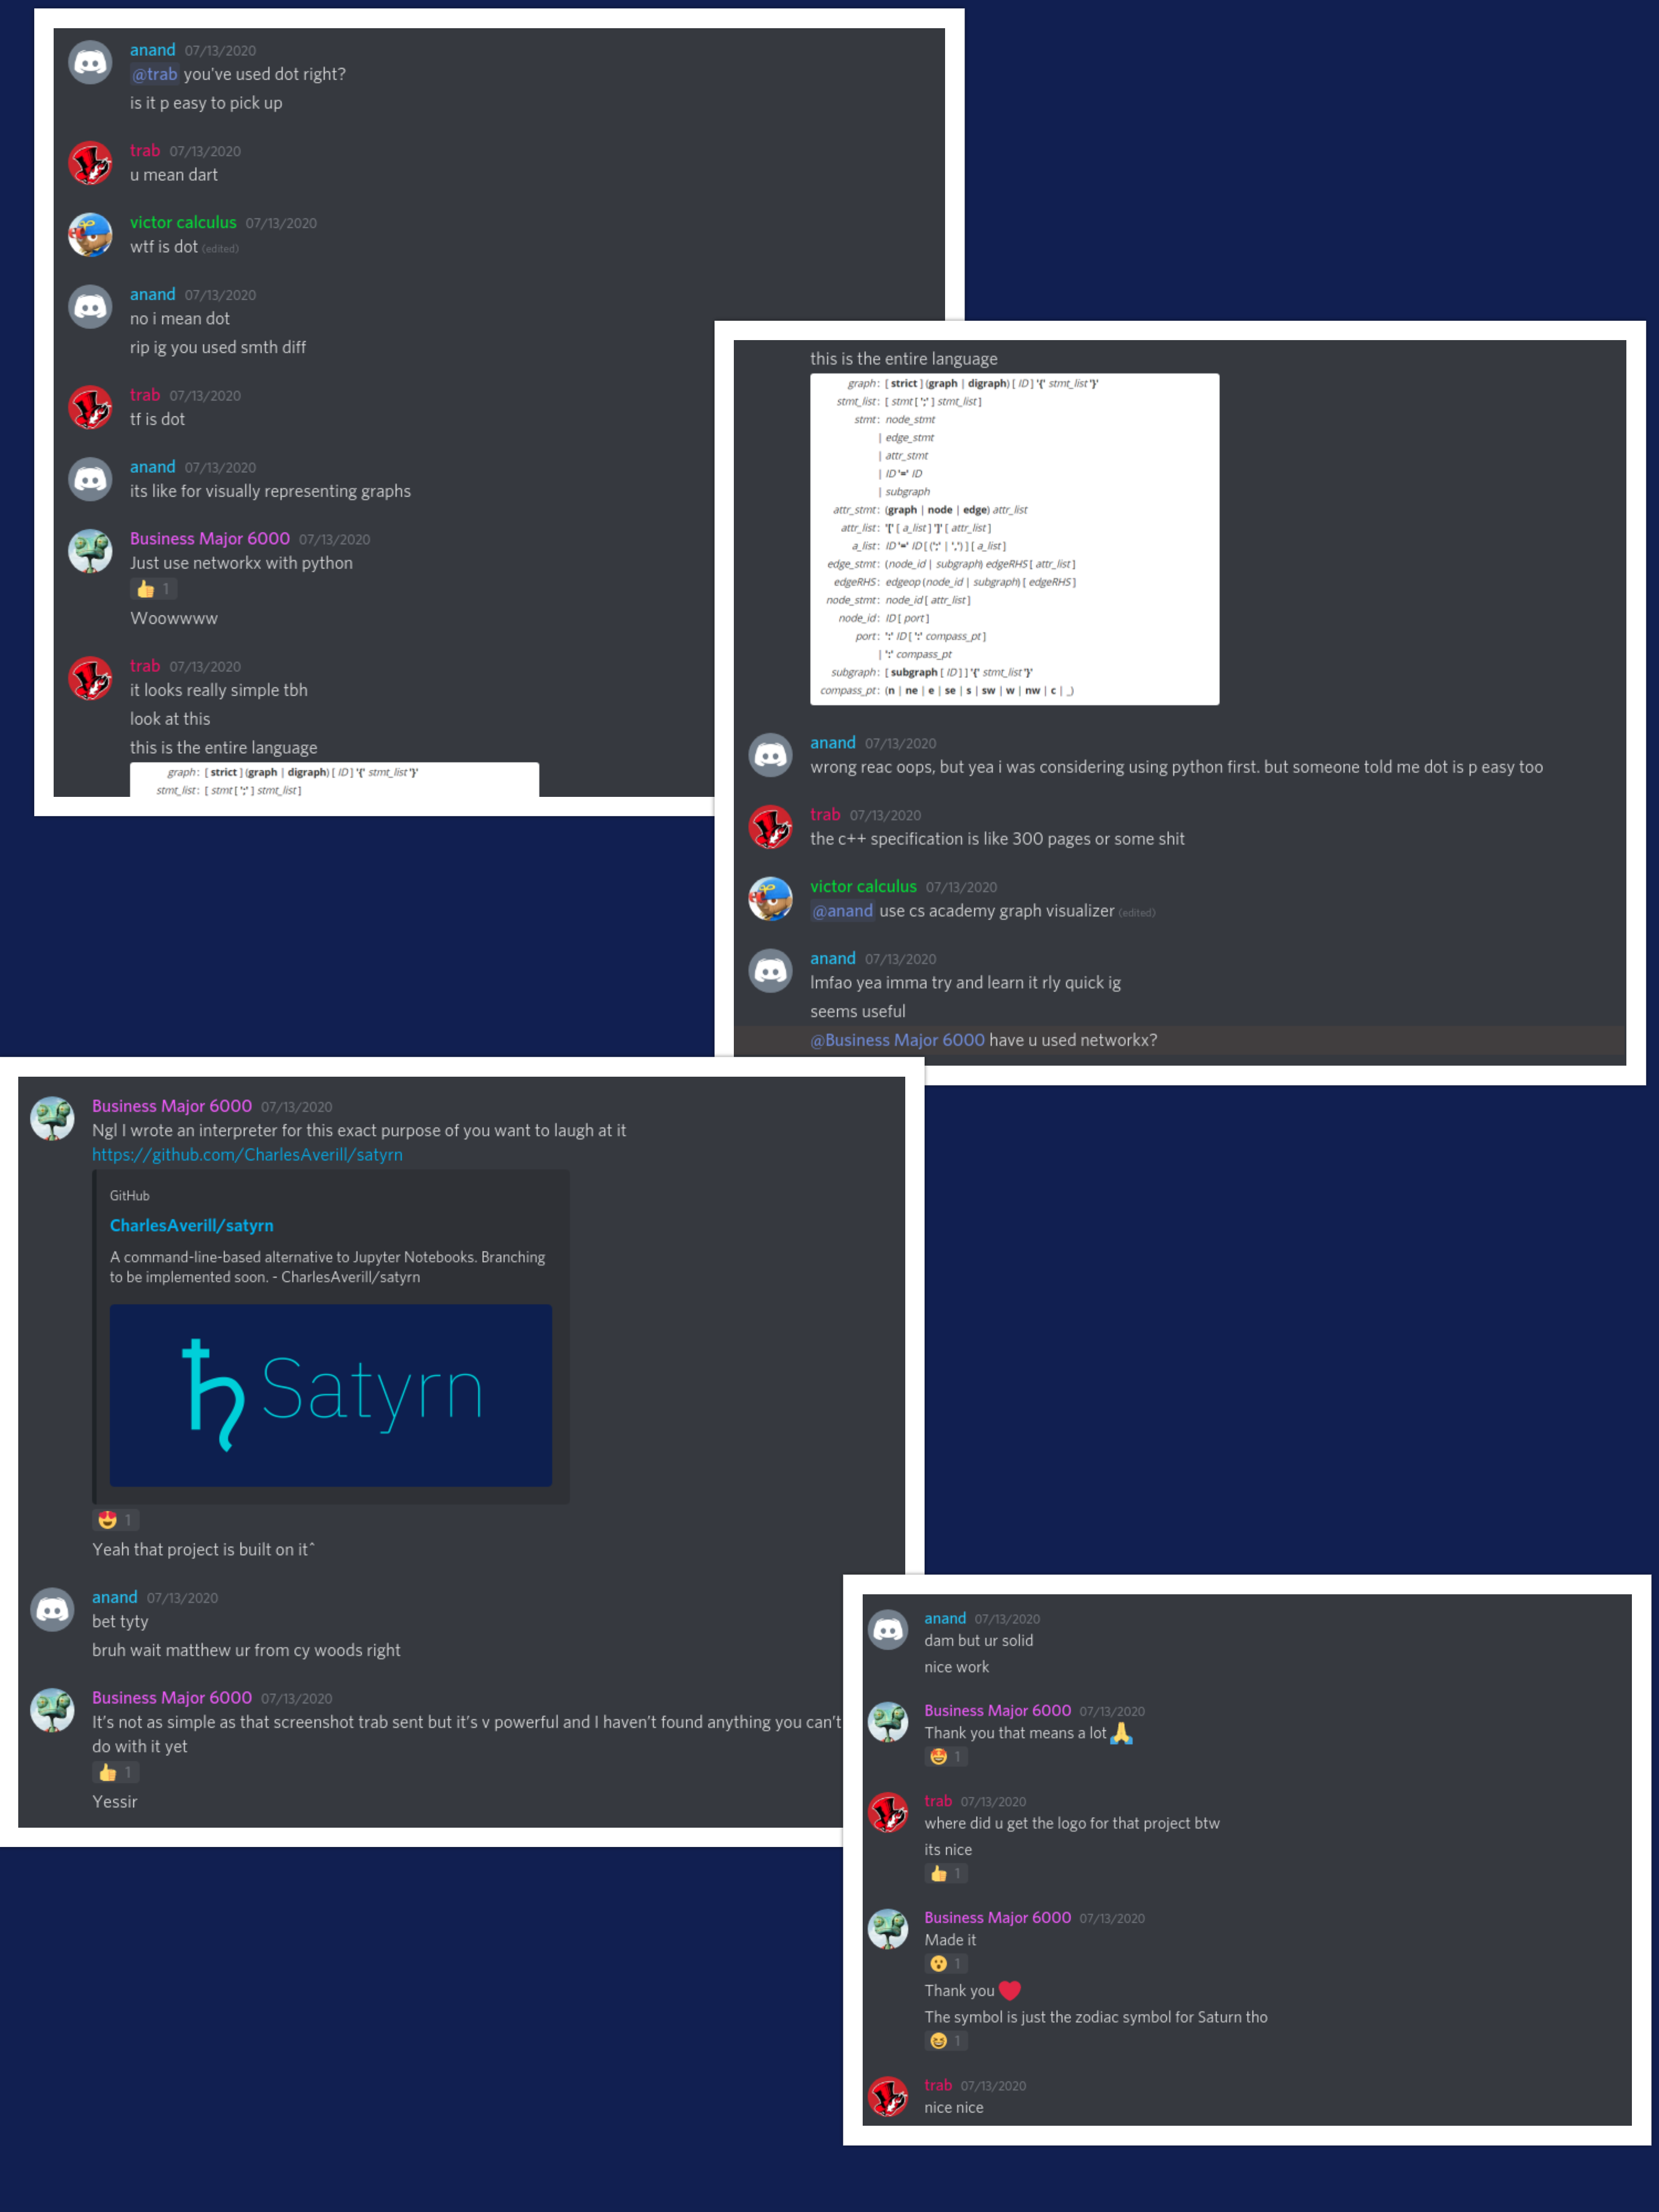 anand 07/13/2020
@trab you've used dot right?
is it p easy to pick up
trab 07/13/2020
u mean dart
victor calculus 07/13/2020
wtf is dot (edited)
anand 07/13/2020
no i mean dot
rip ig you used smth diff
trab 07/13/2020
tf is dot
anand 07/13/2020
its like for visually representing graphs
Business Major 6000 07/13/2020
Just use networkx with python
👍 1
Woowwww
trab 07/13/2020
it looks really simple tbh
look at this
this is the entire language
graph: [ strict ] (graph | digraph) [ ID ] '{' stmt_list '}'
stmt_list: [ stmt [ ';' ] stmt_list ]
this is the entire language
graph: [ strict ] (graph | digraph) [ ID ] '{' stmt_list '}'
stmt_list: [ stmt [ ';' ] stmt_list ]
stmt: node_stmt
| edge_stmt
| attr_stmt
| ID '=' ID
| subgraph
attr_stmt: (graph | node | edge) attr_list
attr_list: '[' [ a_list ] ']' [ attr_list ]
a_list: ID '=' ID [ (';' | ',') ] [ a_list ]
edge_stmt: (node_id | subgraph) edgeRHS [ attr_list ]
edgeRHS: edgeop (node_id | subgraph) [ edgeRHS ]
node_stmt: node_id [ attr_list ]
node_id: ID [ port ]
port: ':' ID [ ':' compass_pt ]
| ':' compass_pt
subgraph: [ subgraph [ ID ] ] '{' stmt_list '}'
compass_pt: (n | ne | e | se | s | sw | w | nw | c | _)
anand 07/13/2020
wrong reac oops, but yea i was considering using python first. but someone told me dot is p easy too
trab 07/13/2020
the c++ specification is like 300 pages or some shit
victor calculus 07/13/2020
@anand use cs academy graph visualizer (edited)
anand 07/13/2020
lmfao yea imma try and learn it rly quick ig
seems useful
@Business Major 6000 have u used networkx?
Business Major 6000 07/13/2020
Ngl I wrote an interpreter for this exact purpose of you want to laugh at it
https://github.com/CharlesAverill/satyrn
GitHub
CharlesAverill/satyrn
A command-line-based alternative to Jupyter Notebooks. Branching
to be implemented soon. - CharlesAverill/satyrn
♄ Satyrn
😍 1
Yeah that project is built on it^
anand 07/13/2020
bet tyty
bruh wait matthew ur from cy woods right
Business Major 6000 07/13/2020
It's not as simple as that screenshot trab sent but it's v powerful and I haven't found anything you can't
do with it yet
👍 1
Yessir
anand 07/13/2020
dam but ur solid
nice work
Business Major 6000 07/13/2020
Thank you that means a lot 🙏
🤩 1
trab 07/13/2020
where did u get the logo for that project btw
its nice
👍 1
Business Major 6000 07/13/2020
Made it
😮 1
Thank you ❤️
The symbol is just the zodiac symbol for Saturn tho
😆 1
trab 07/13/2020
nice nice